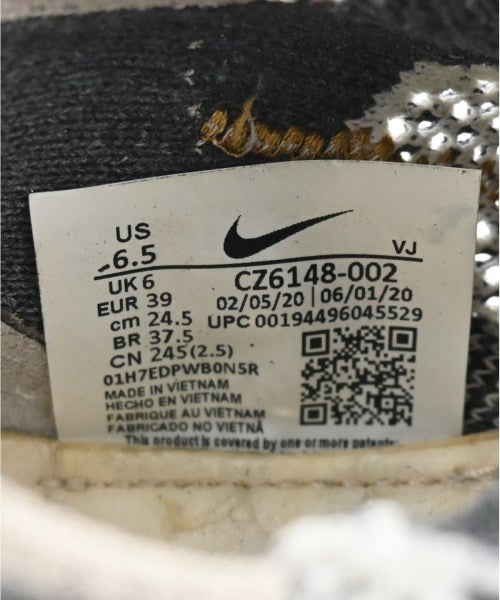 US
6.5
UK 6
EUR 39
cm 24.5
BR 37.5
CN 245(2.5)
01H7EDPWB0N5R
MADE IN VIETNAM
HECHO EN VIETNAM
FABRIQUE AU VIETNAM
FABRICADO NO VIETNÃ
This product is covered by one or more patents.
VJ
CZ6148-002
02/05/20 | 06/01/20
UPC 00194496045529